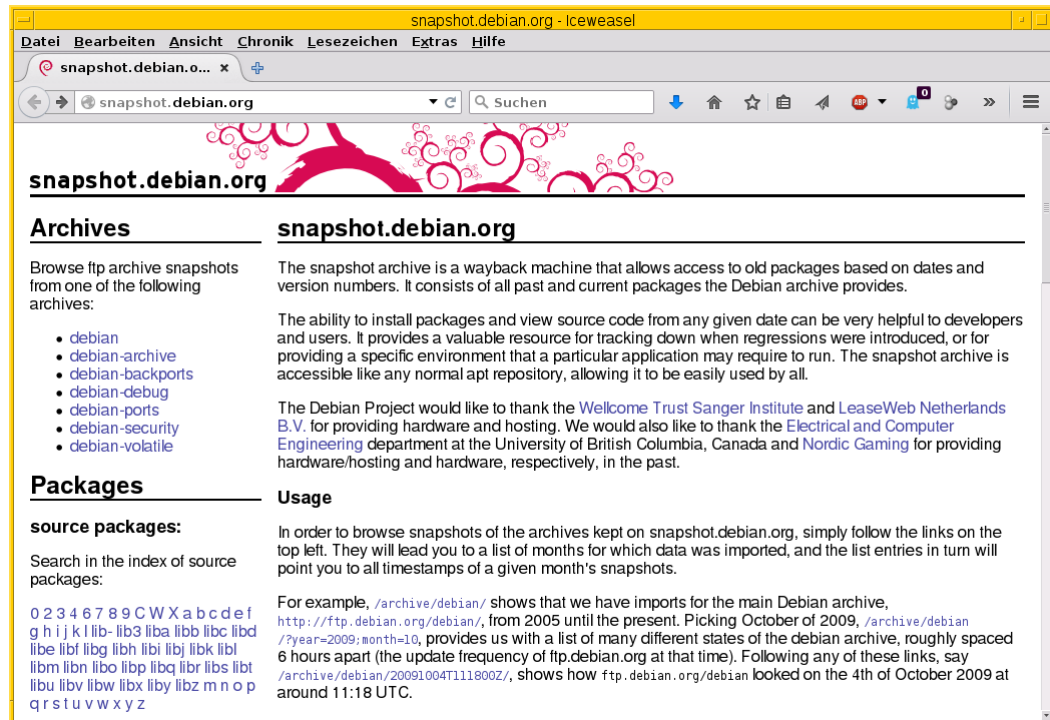 snapshot.debian.org - Iceweasel
Datei Bearbeiten Ansicht Chronik Lesezeichen Extras Hilfe
snapshot.debian.o... ×
snapshot.debian.org
Suchen
ABP
0
»
snapshot.debian.org
Archives
Browse ftp archive snapshots
from one of the following
archives:
• debian
• debian-archive
• debian-backports
• debian-debug
• debian-ports
• debian-security
• debian-volatile
Packages
source packages:
Search in the index of source
packages:
0 2 3 4 6 7 8 9 C W X a b c d e f
g h i j k l lib- lib3 liba libb libc libd
libe libf libg libh libi libj libk libl
libm libn libo libp libq libr libs libt
libu libv libw libx liby libz m n o p
q r s t u v w x y z
snapshot.debian.org
The snapshot archive is a wayback machine that allows access to old packages based on dates and
version numbers. It consists of all past and current packages the Debian archive provides.
The ability to install packages and view source code from any given date can be very helpful to developers
and users. It provides a valuable resource for tracking down when regressions were introduced, or for
providing a specific environment that a particular application may require to run. The snapshot archive is
accessible like any normal apt repository, allowing it to be easily used by all.
The Debian Project would like to thank the Wellcome Trust Sanger Institute and LeaseWeb Netherlands
B.V. for providing hardware and hosting. We would also like to thank the Electrical and Computer
Engineering department at the University of British Columbia, Canada and Nordic Gaming for providing
hardware/hosting and hardware, respectively, in the past.
Usage
In order to browse snapshots of the archives kept on snapshot.debian.org, simply follow the links on the
top left. They will lead you to a list of months for which data was imported, and the list entries in turn will
point you to all timestamps of a given month's snapshots.
For example, /archive/debian/ shows that we have imports for the main Debian archive,
http://ftp.debian.org/debian/, from 2005 until the present. Picking October of 2009, /archive/debian
/?year=2009;month=10, provides us with a list of many different states of the debian archive, roughly spaced
6 hours apart (the update frequency of ftp.debian.org at that time). Following any of these links, say
/archive/debian/20091004T111800Z/, shows how ftp.debian.org/debian looked on the 4th of October 2009 at
around 11:18 UTC.